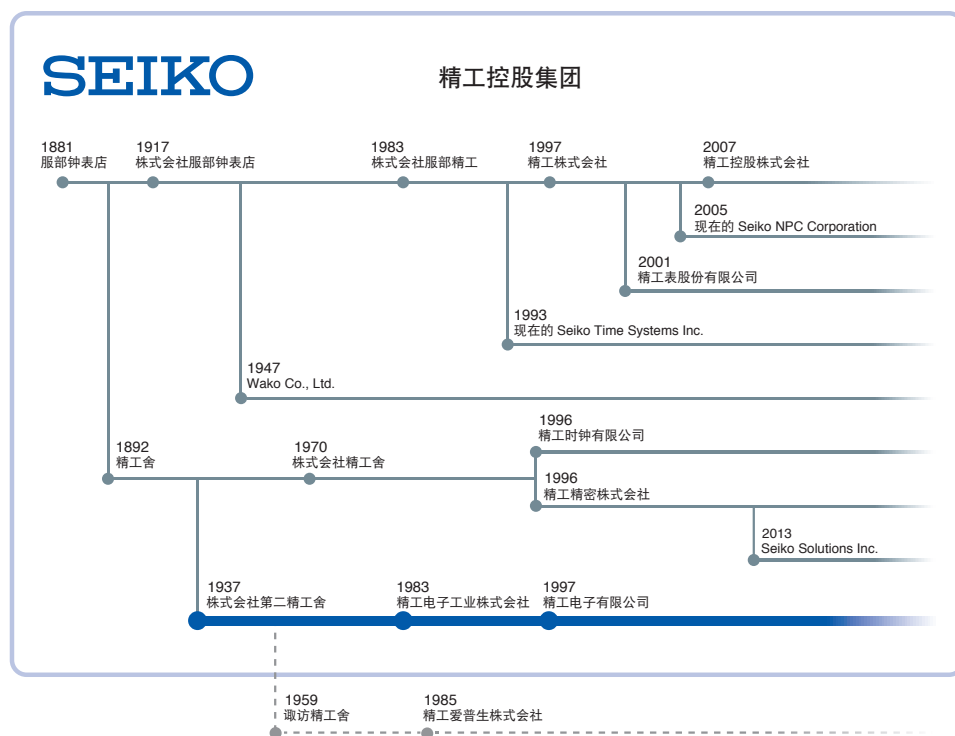 SEIKO
精工控股集团
1881
服部钟表店
1917
株式会社服部钟表店
1983
株式会社服部精工
1997
精工株式会社
2007
精工控股株式会社
2005
现在的 Seiko NPC Corporation
2001
精工表股份有限公司
1993
现在的 Seiko Time Systems Inc.
1947
Wako Co., Ltd.
1996
精工时钟有限公司
1892
精工舍
1970
株式会社精工舍
1996
精工精密株式会社
2013
Seiko Solutions Inc.
1937
株式会社第二精工舍
1983
精工电子工业株式会社
1997
精工电子有限公司
1959
诹访精工舍
1985
精工爱普生株式会社